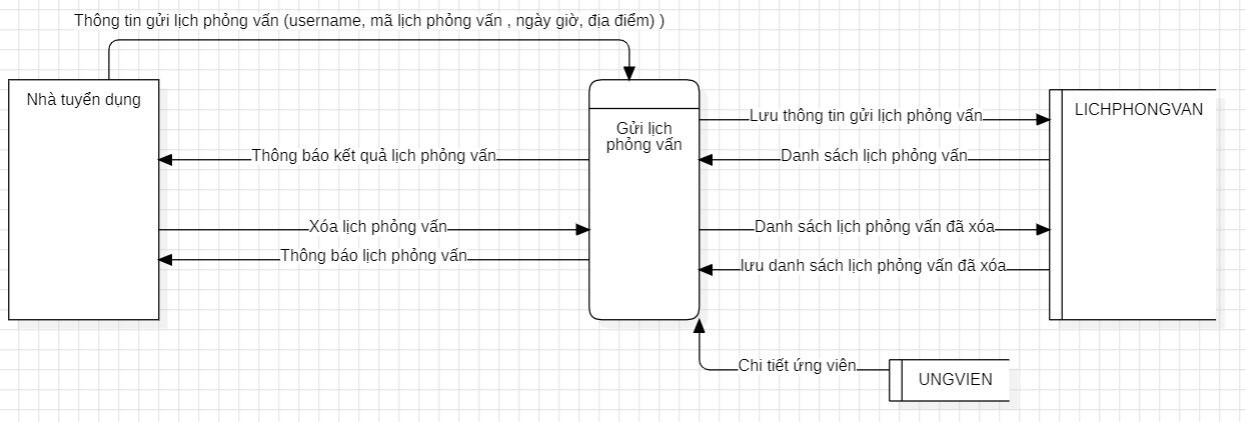 Thông tin gửi lịch phỏng vấn (username, mã lịch phỏng vấn , ngày giờ, địa điểm) )
Nhà tuyển dụng
Gửi lịch
phỏng vấn
LICHPHONGVAN
Lưu thông tin gửi lịch phỏng vấn
Thông báo kết quả lịch phỏng vấn
Danh sách lịch phỏng vấn
Xóa lịch phỏng vấn
Danh sách lịch phỏng vấn đã xóa
Thông báo lịch phỏng vấn
lưu danh sách lịch phỏng vấn đã xóa
Chi tiết ứng viên
UNGVIEN